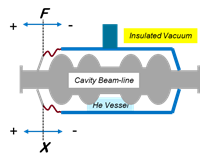 F
+ -
Insulated Vacuum
Cavity Beam-line
He Vessel
+ -
X